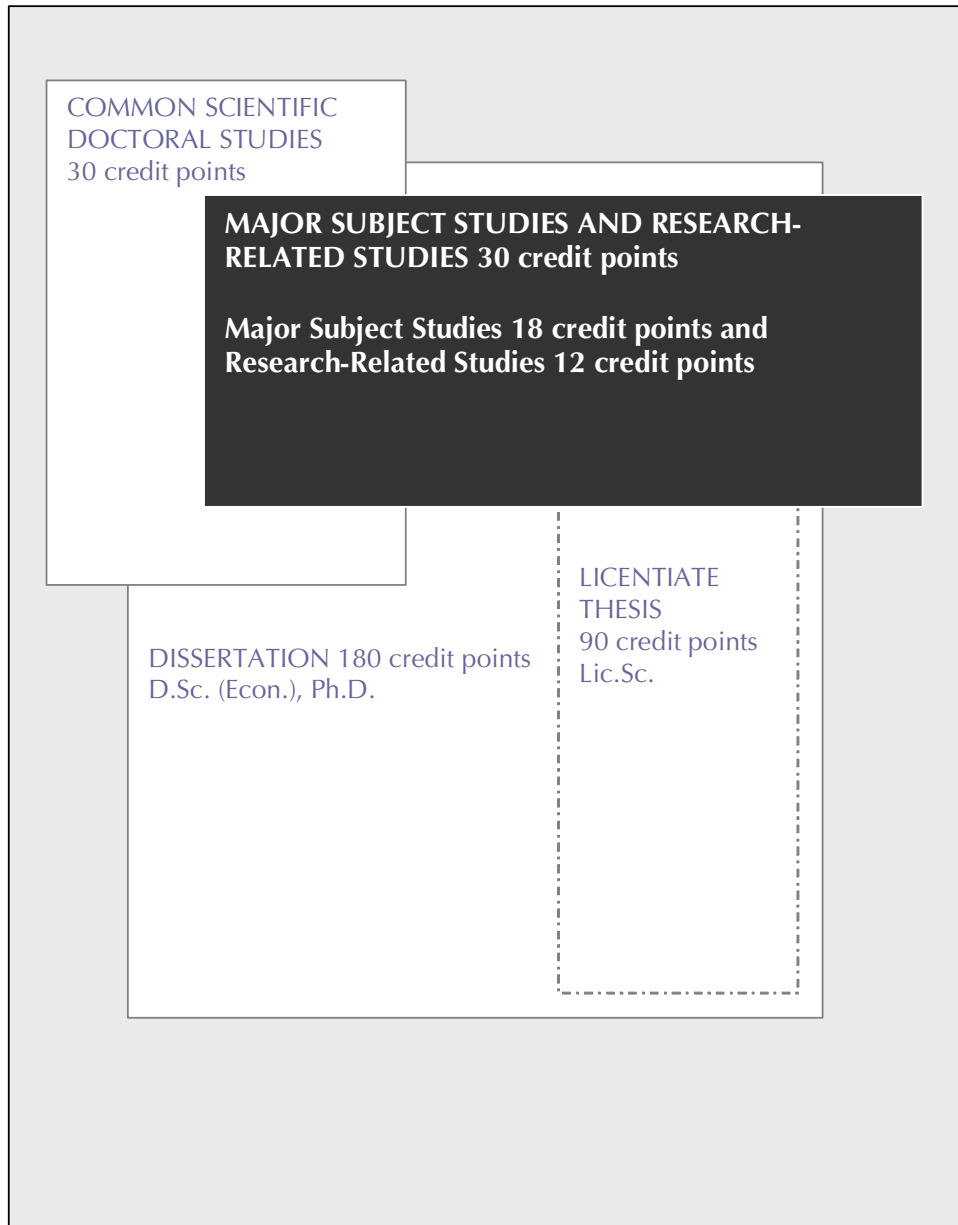 COMMON SCIENTIFIC
DOCTORAL STUDIES
30 credit points
MAJOR SUBJECT STUDIES AND RESEARCH-
RELATED STUDIES 30 credit points
Major Subject Studies 18 credit points and
Research-Related Studies 12 credit points
LICENTIATE
THESIS
90 credit points
Lic.Sc.
DISSERTATION 180 credit points
D.Sc. (Econ.), Ph.D.